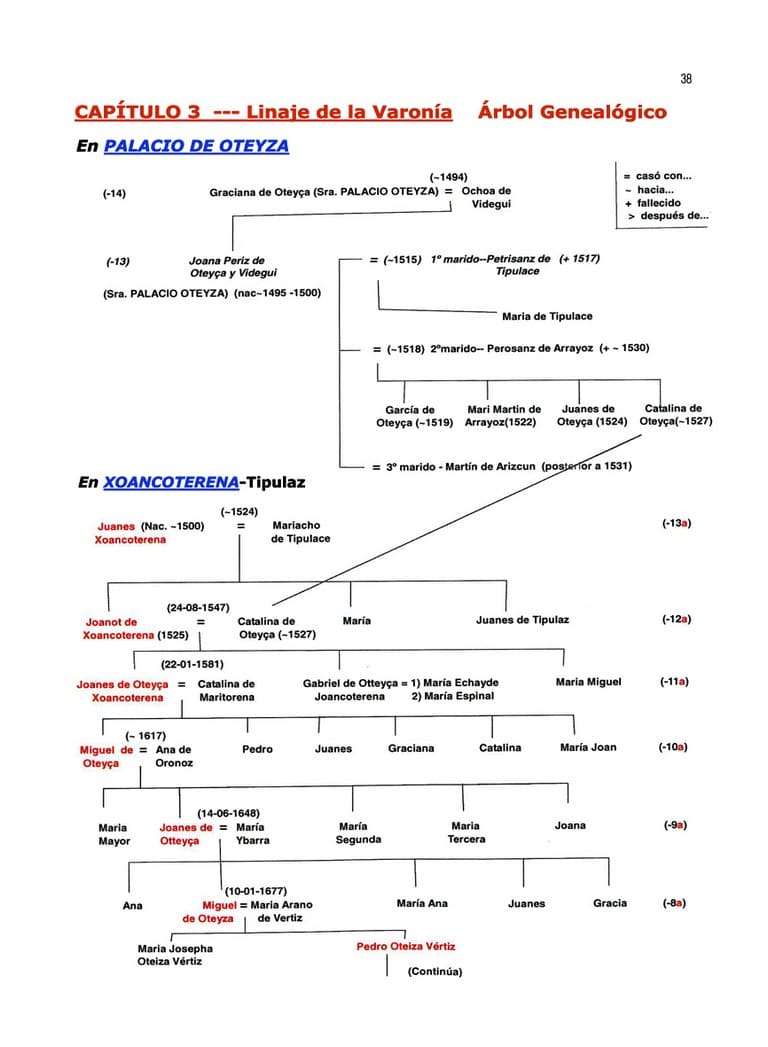 38
CAPÍTULO 3 --- Linaje de la Varonía Árbol Genealógico
En PALACIO DE OTEYZA
(~1494)
(-14) Graciana de Oteyça (Sra. PALACIO OTEYZA) = Ochoa de
Videgui
= casó con...
~ hacia...
+ fallecido
> después de...
(-13) Joana Periz de
Oteyça y Videgui
(Sra. PALACIO OTEYZA) (nac~1495 -1500)
= (~1515) 1º marido--Petrisanz de (+ 1517)
Tipulace
Maria de Tipulace
= (~1518) 2ºmarido-- Perosanz de Arrayoz (+ ~ 1530)
García de Mari Martin de Juanes de Catalina de
Oteyça (~1519) Arrayoz(1522) Oteyça (1524) Oteyça(~1527)
= 3º marido - Martín de Arizcun (posterior a 1531)
En XOANCOTERENA-Tipulaz
(~1524)
Juanes (Nac. ~1500) = Mariacho (-13a)
Xoancoterena de Tipulace
(24-08-1547)
Joanot de = Catalina de María Juanes de Tipulaz (-12a)
Xoancoterena (1525) Oteyça (~1527)
(22-01-1581)
Joanes de Oteyça = Catalina de Gabriel de Otteyça = 1) María Echayde Maria Miguel (-11a)
Xoancoterena Maritorena Joancoterena 2) María Espinal
(~ 1617)
Miguel de = Ana de Pedro Juanes Graciana Catalina María Joan (-10a)
Oteyça Oronoz
(14-06-1648)
Maria Joanes de = María María Maria Joana (-9a)
Mayor Otteyça Ybarra Segunda Tercera
(10-01-1677)
Ana Miguel = Maria Arano María Ana Juanes Gracia (-8a)
de Oteyza de Vertiz
Maria Josepha Pedro Oteiza Vértiz
Oteiza Vértiz
(Continúa)